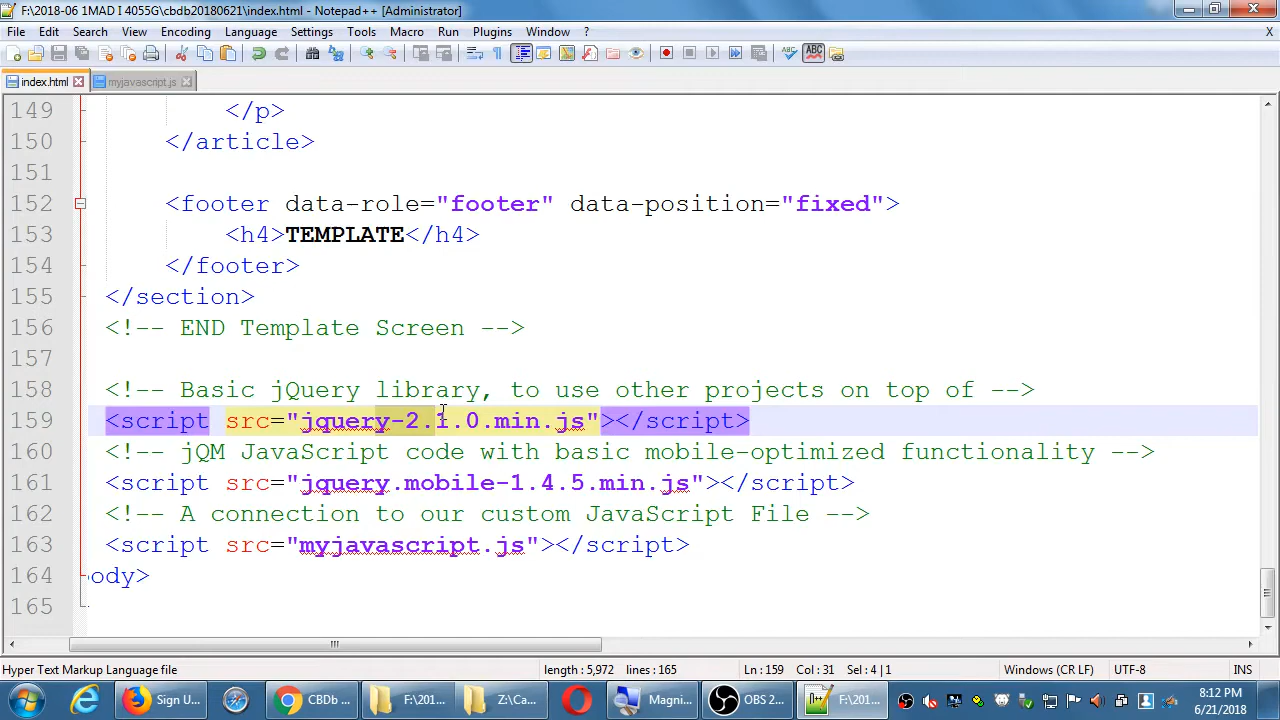 F:\2018-06 1MAD I 4055G\cbdb20180621\index.html - Notepad++ [Administrator]
File Edit Search View Encoding Language Settings Tools Macro Run Plugins Window ? X
index.html myjavascript.js
149 </p>
150 </article>
151
152 <footer data-role="footer" data-position="fixed">
153 <h4>TEMPLATE</h4>
154 </footer>
155 </section>
156 <!-- END Template Screen -->
157
158 <!-- Basic jQuery library, to use other projects on top of -->
159 <script src="jquery-2.1.0.min.js"></script>
160 <!-- jQM JavaScript code with basic mobile-optimized functionality -->
161 <script src="jquery.mobile-1.4.5.min.js"></script>
162 <!-- A connection to our custom JavaScript File -->
163 <script src="myjavascript.js"></script>
164 ody>
165
Hyper Text Markup Language file length : 5,972 lines : 165 Ln : 159 Col : 31 Sel : 4 | 1 Windows (CR LF) UTF-8 INS
Sign U... CBDb ... F:\201... Z:\Ca... Magni... OBS 2... F:\201... 8:12 PM
6/21/2018